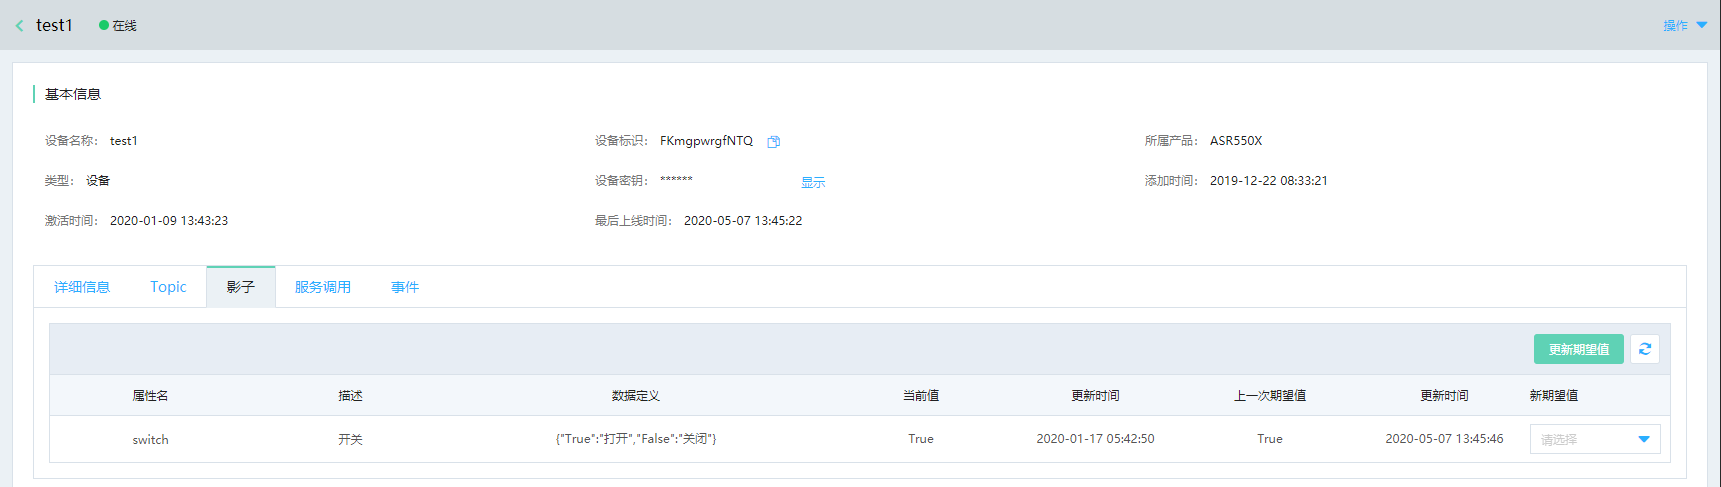 test1 在线 操作
基本信息
设备名称： test1 设备标识： FKmgpwrgfNTQ 所属产品： ASR550X
类型： 设备 设备密钥： ****** 显示 添加时间： 2019-12-22 08:33:21
激活时间： 2020-01-09 13:43:23 最后上线时间： 2020-05-07 13:45:22
详细信息 Topic 影子 服务调用 事件
更新期望值
属性名 描述 数据定义 当前值 更新时间 上一次期望值 更新时间 新期望值
switch 开关 {"True":"打开","False":"关闭"} True 2020-01-17 05:42:50 True 2020-05-07 13:45:46 请选择